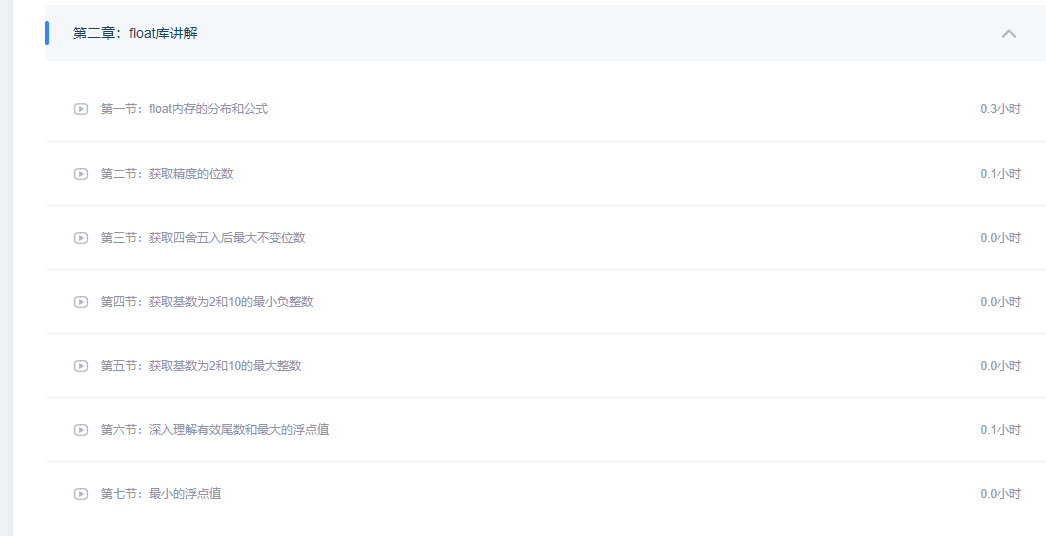 第二章：float库讲解
第一节：float内存的分布和公式 0.3小时
第二节：获取精度的位数 0.1小时
第三节：获取四舍五入后最大不变位数 0.0小时
第四节：获取基数为2和10的最小负整数 0.0小时
第五节：获取基数为2和10的最大整数 0.0小时
第六节：深入理解有效尾数和最大的浮点值 0.1小时
第七节：最小的浮点值 0.0小时